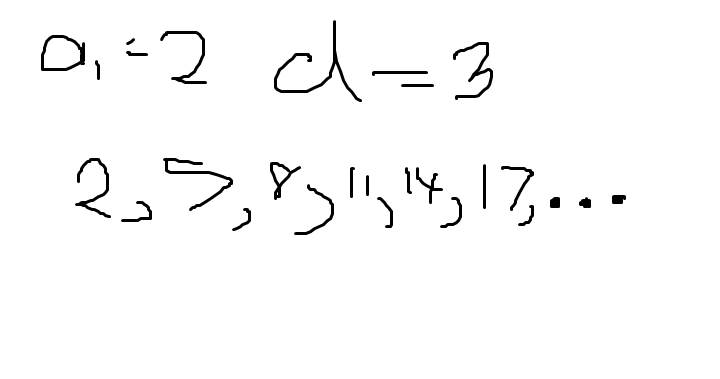 a₁ = 2 d = 3
2, 5, 8, 11, 14, 17, ...